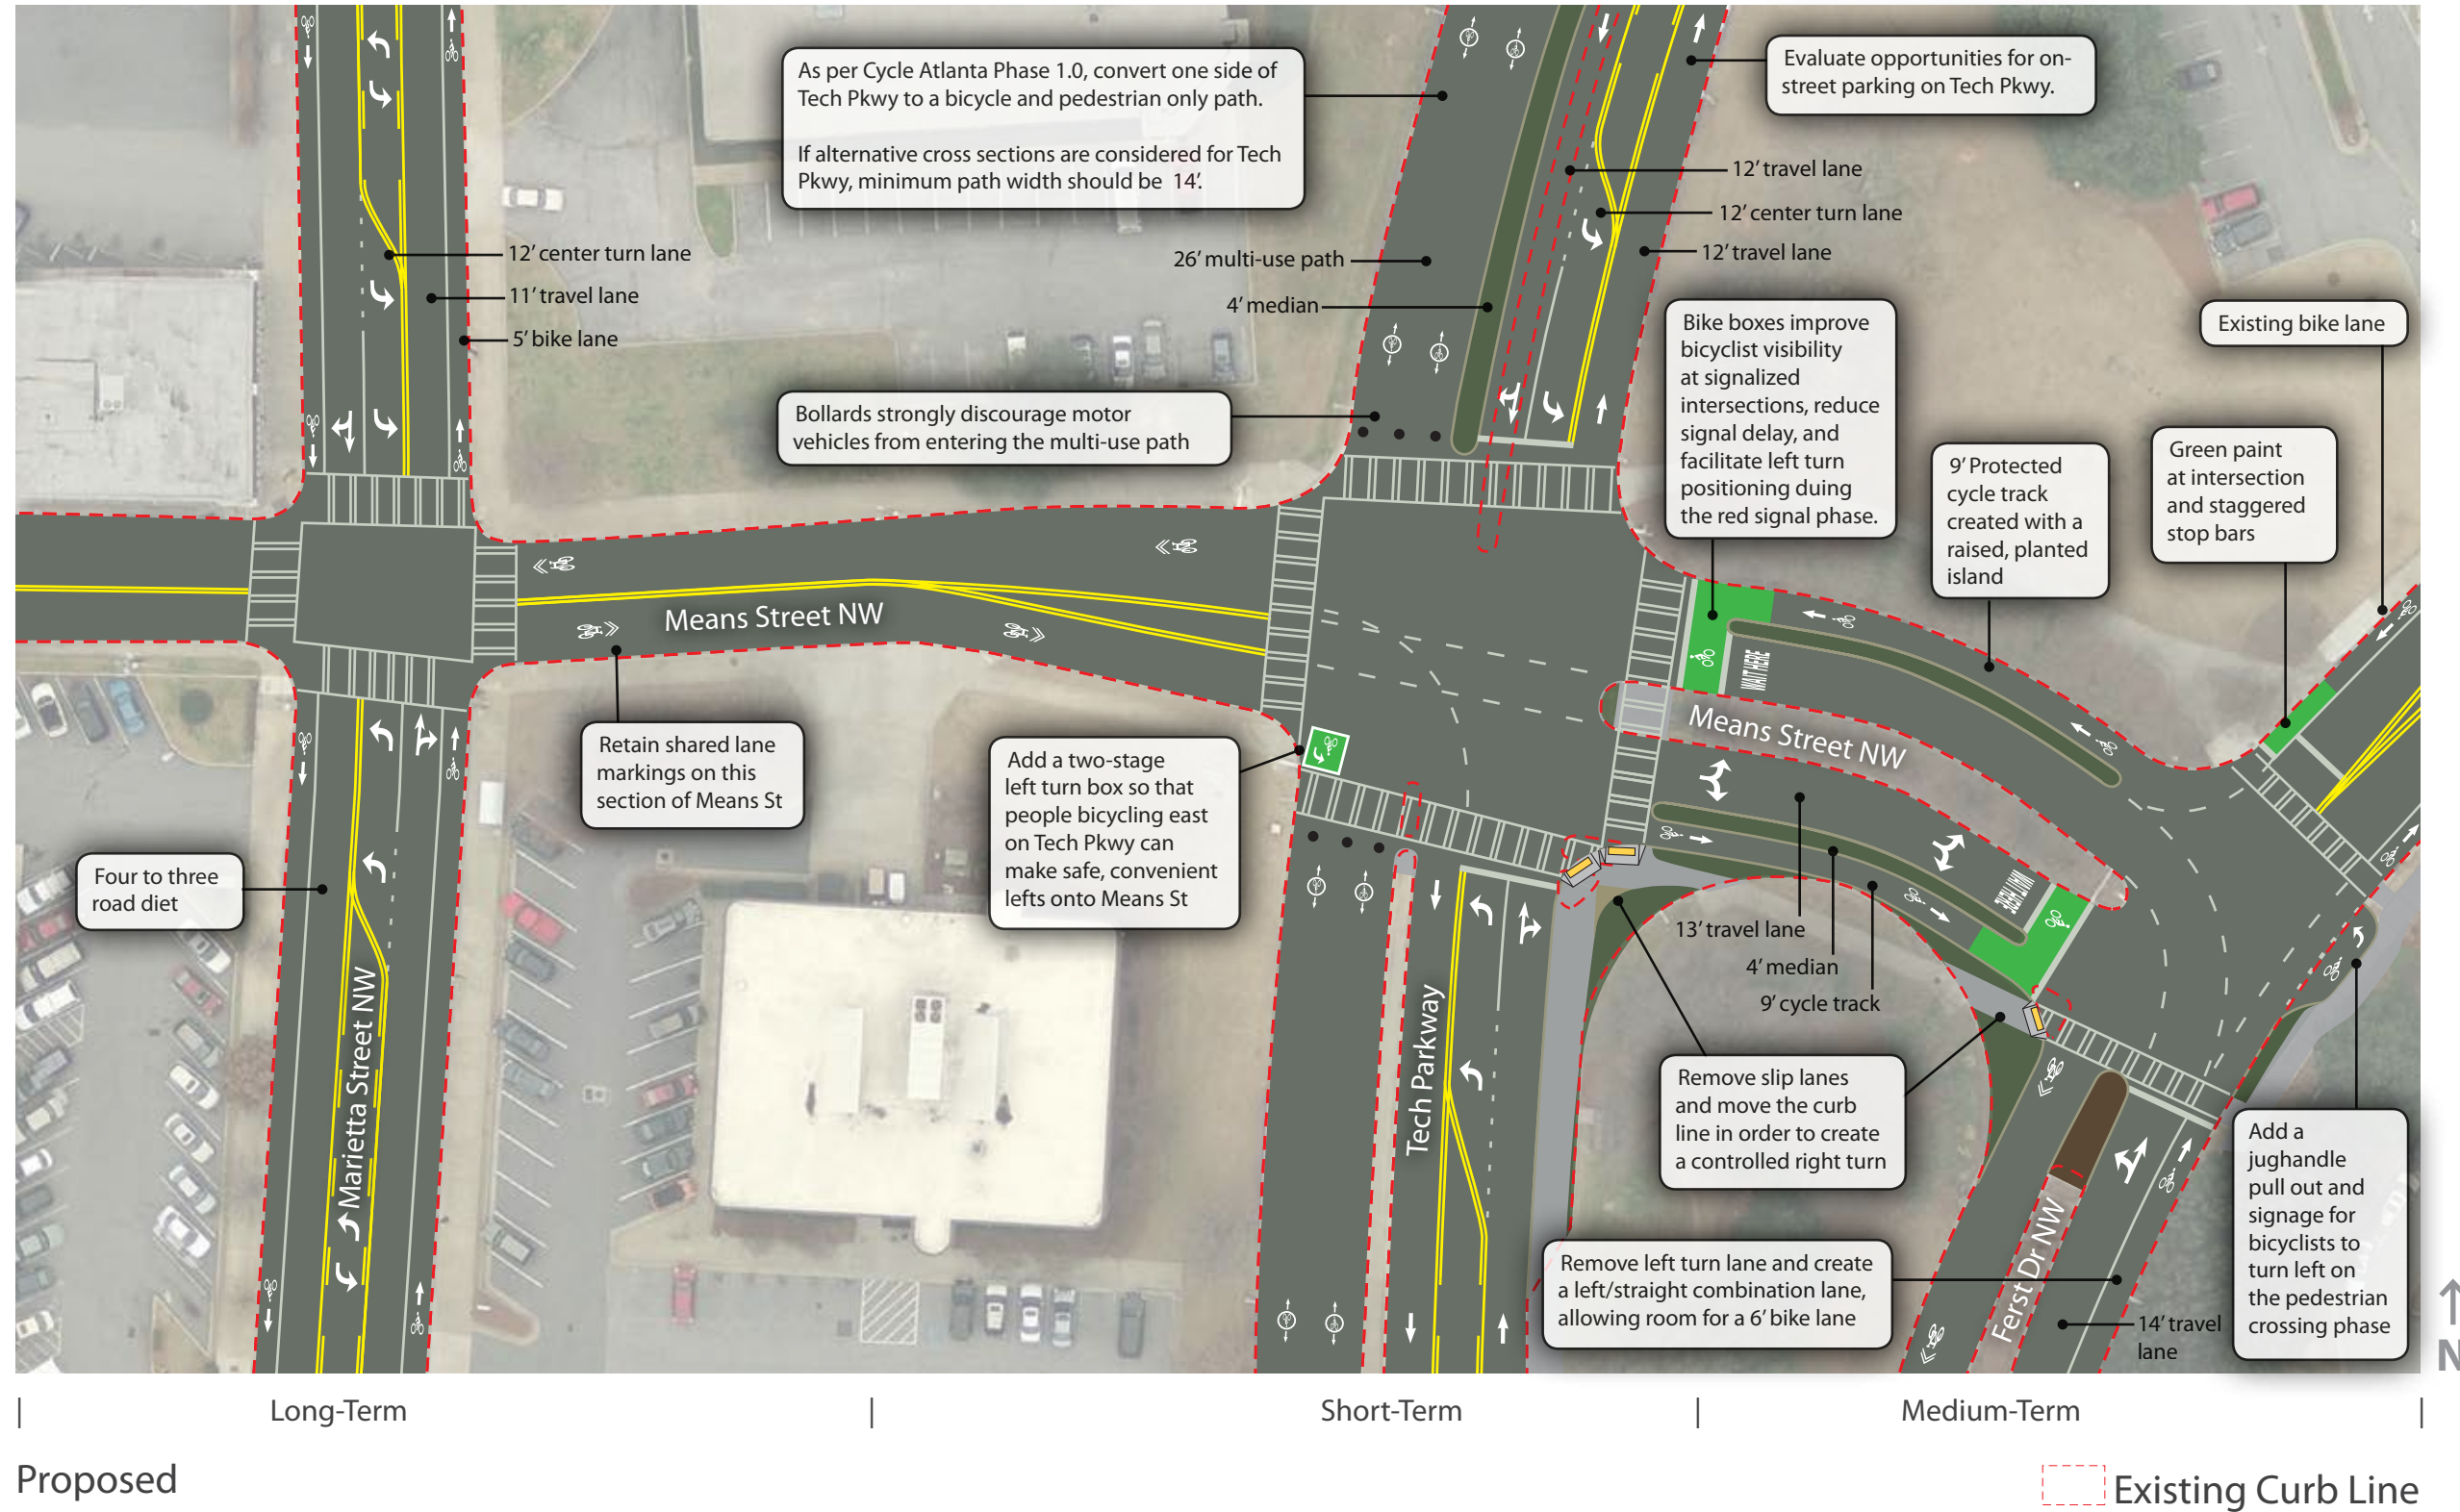 As per Cycle Atlanta Phase 1.0, convert one side of
Tech Pkwy to a bicycle and pedestrian only path.
If alternative cross sections are considered for Tech
Pkwy, minimum path width should be 14'.
Evaluate opportunities for on-
street parking on Tech Pkwy.
12' travel lane
12' center turn lane
12' travel lane
26' multi-use path
4' median
12' center turn lane
11' travel lane
5' bike lane
Bollards strongly discourage motor
vehicles from entering the multi-use path
Bike boxes improve
bicyclist visibility
at signalized
intersections, reduce
signal delay, and
facilitate left turn
positioning duing
the red signal phase.
Existing bike lane
9' Protected
cycle track
created with a
raised, planted
island
Green paint
at intersection
and staggered
stop bars
Means Street NW
WAIT HERE
Means Street NW
Retain shared lane
markings on this
section of Means St
Add a two-stage
left turn box so that
people bicycling east
on Tech Pkwy can
make safe, convenient
lefts onto Means St
Four to three
road diet
WAIT HERE
13' travel lane
4' median
9' cycle track
Marietta Street NW
Tech Parkway
Remove slip lanes
and move the curb
line in order to create
a controlled right turn
Add a
jughandle
pull out and
signage for
bicyclists to
turn left on
the pedestrian
crossing phase
Remove left turn lane and create
a left/straight combination lane,
allowing room for a 6' bike lane
Ferst Dr NW
14' travel
lane
N
Long-Term
Short-Term
Medium-Term
Proposed
Existing Curb Line